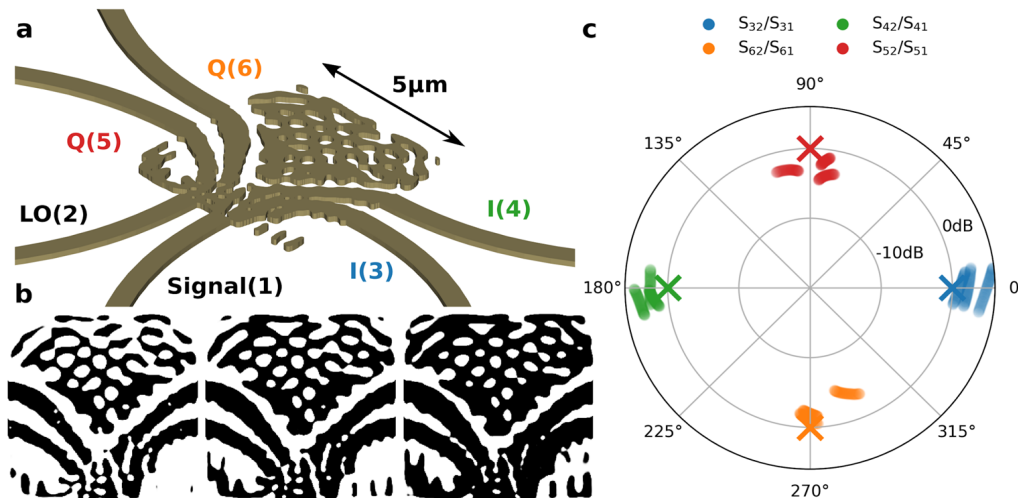 a
Q(6)
5μm
Q(5)
LO(2)
I(4)
Signal(1)
I(3)
b
c
S₃₂/S₃₁
S₄₂/S₄₁
S₆₂/S₆₁
S₅₂/S₅₁
90°
135°
45°
0dB
-10dB
180°
0
225°
315°
270°